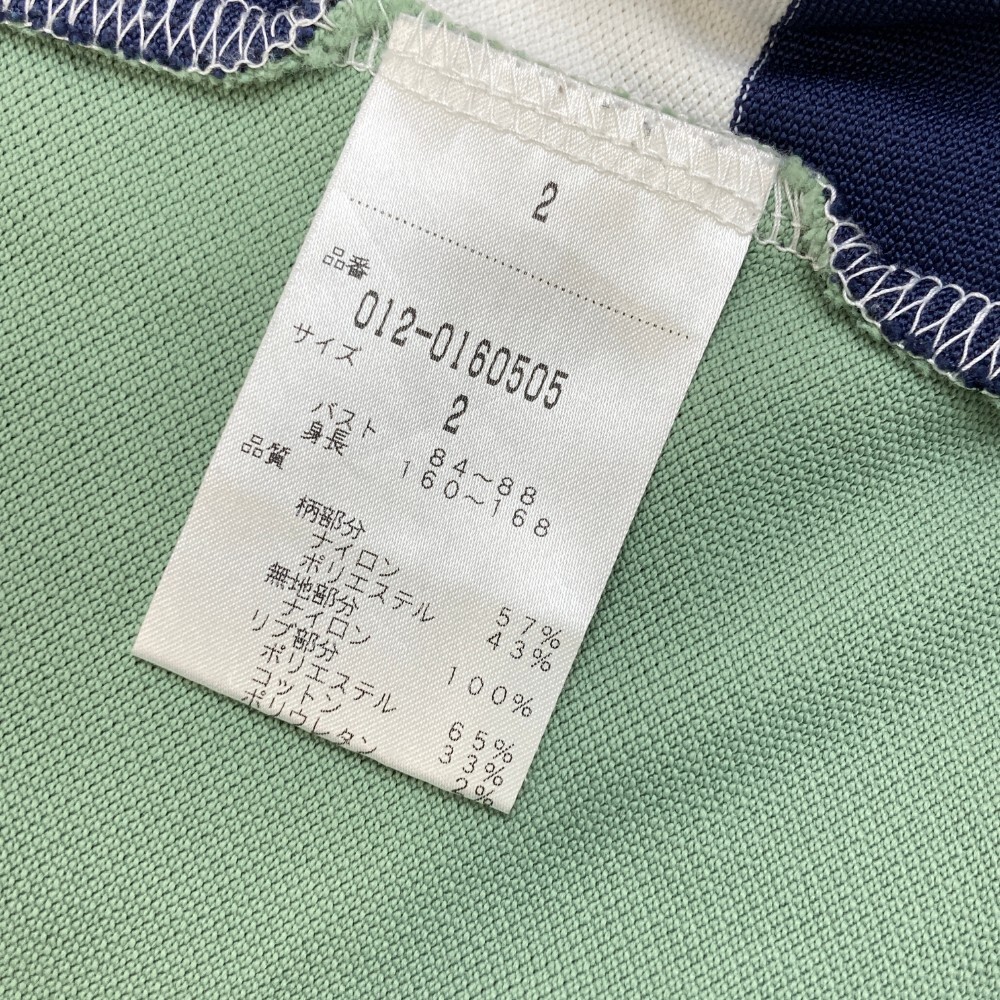 2
品番
012-0160505
サイズ
2
バスト 84～88
身長 160～168
品質
柄部分
ナイロン 57%
ポリエステル 43%
無地部分
ナイロン 100%
リブ部分
ポリエステル 65%
コットン 33%
ポリウレタン 2%